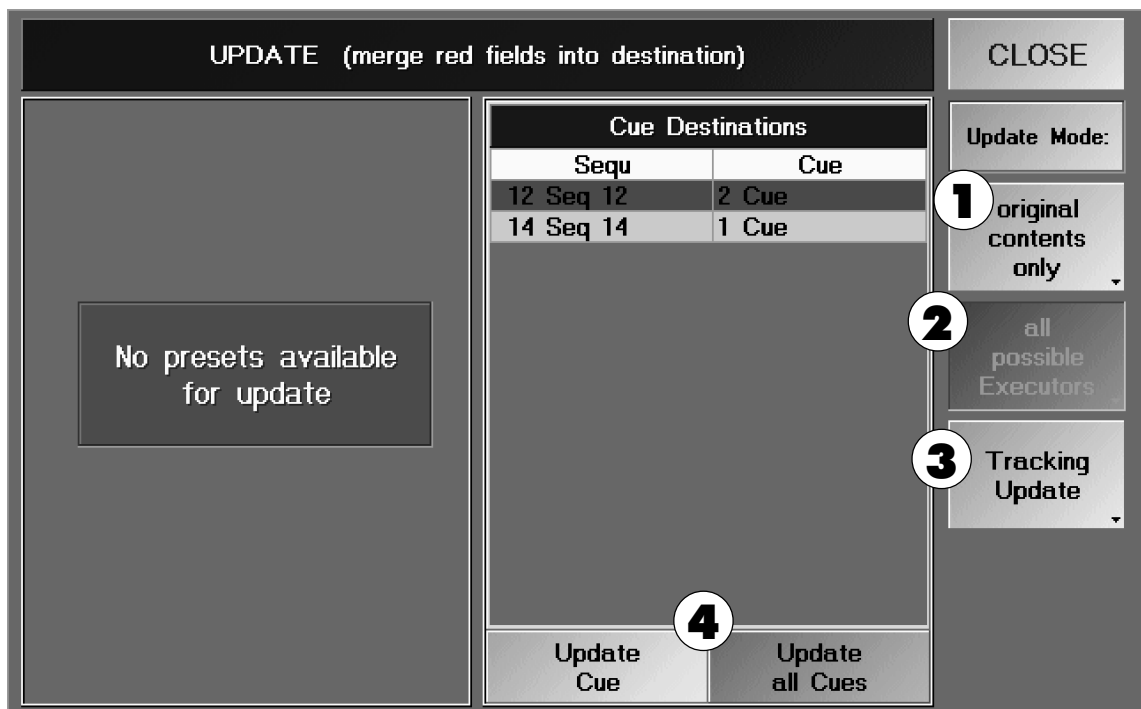 UPDATE (merge red fields into destination)
CLOSE
No presets available
for update
Cue Destinations
Sequ Cue
12 Seq 12 2 Cue
14 Seq 14 1 Cue
Update
Cue
4
Update
all Cues
Update Mode:
1
original
contents
only
2
all
possible
Executors
3
Tracking
Update